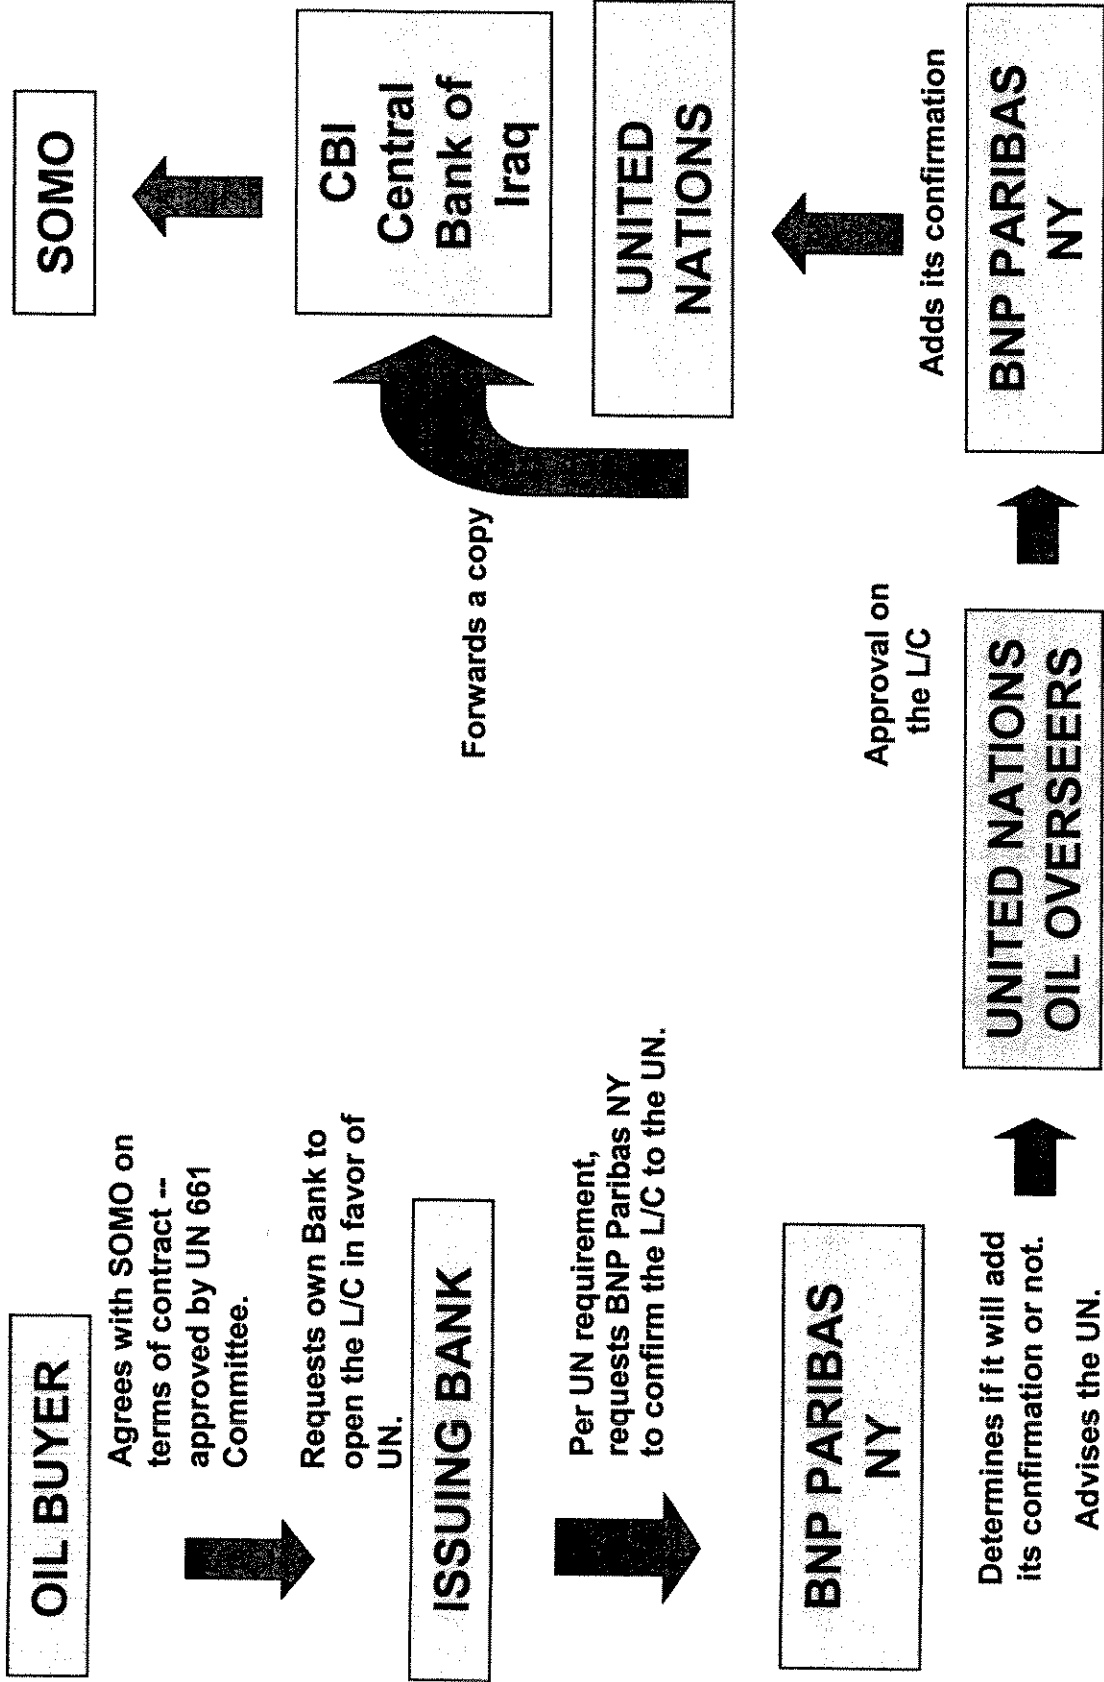 OIL BUYER
Agrees with SOMO on
terms of contract --
approved by UN 661
Committee.
Requests own Bank to
open the L/C in favor of
UN.
ISSUING BANK
Per UN requirement,
requests BNP Paribas NY
to confirm the L/C to the UN.
BNP PARIBAS
NY
Determines if it will add
its confirmation or not.
Advises the UN.
UNITED NATIONS
OIL OVERSEERS
Approval on
the L/C
BNP PARIBAS
NY
Adds its confirmation
UNITED
NATIONS
Forwards a copy
CBI
Central
Bank of
Iraq
SOMO